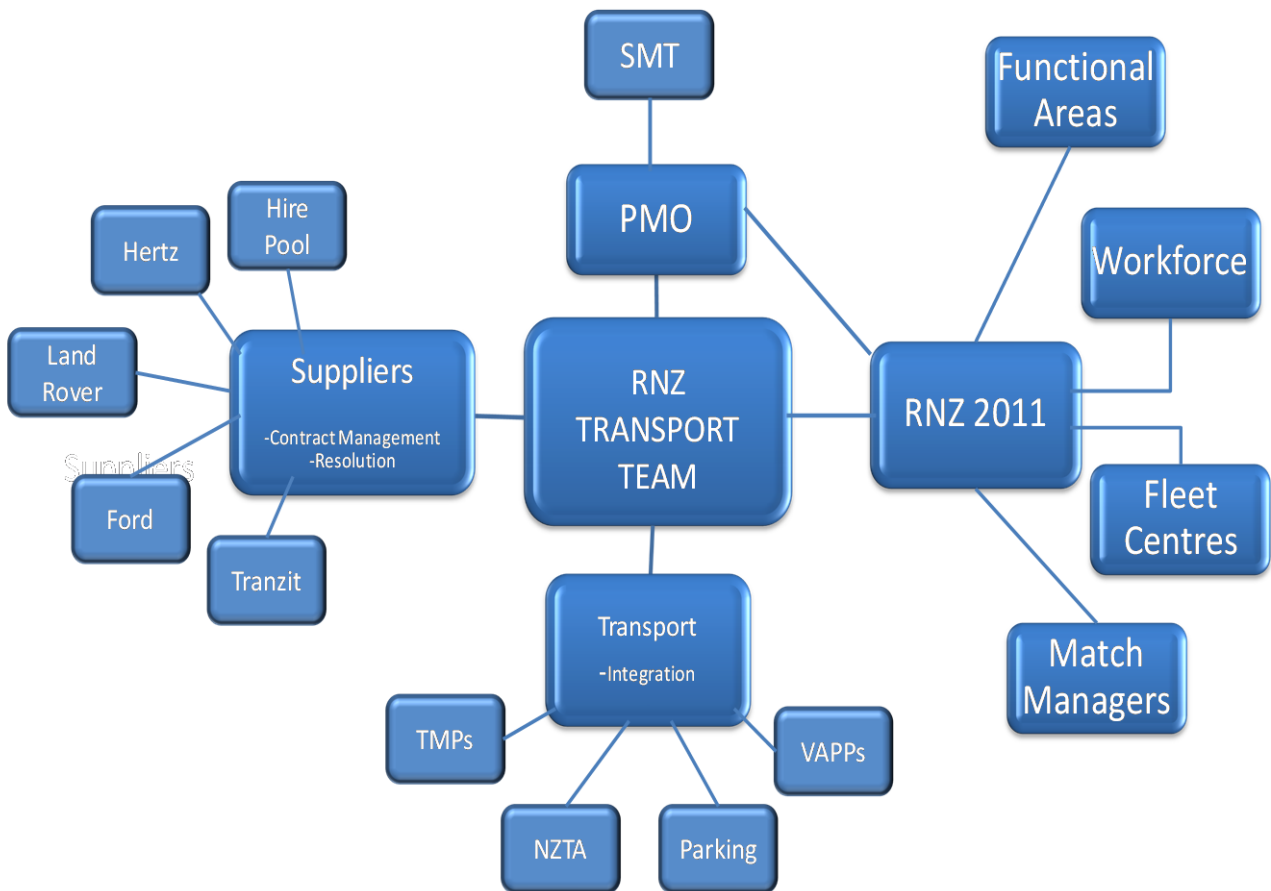 SMT
Functional
Areas
PMO
Hire
Pool
Hertz
Workforce
Land
Rover
Suppliers
-Contract Management
-Resolution
RNZ
TRANSPORT
TEAM
RNZ 2011
Suppliers
Ford
Tranzit
Fleet
Centres
Transport
-Integration
Match
Managers
TMPs
VAPPs
NZTA
Parking